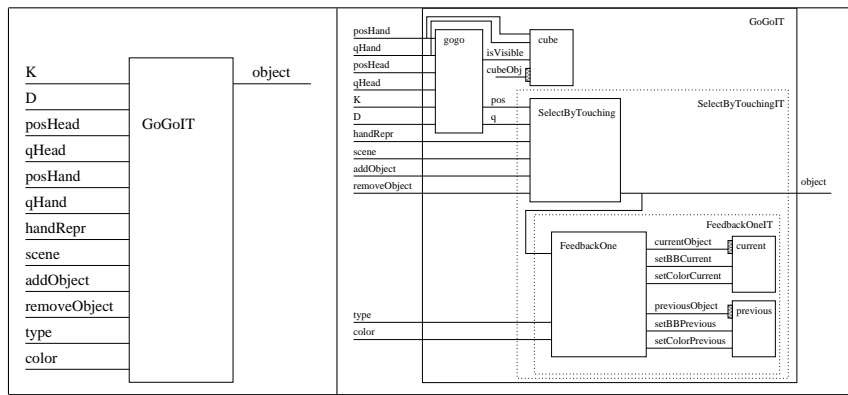 K
D
posHead
qHead
posHand
qHand
handRepr
scene
addObject
removeObject
type
color
GoGoIT
object
GoGoIT
posHand
qHand
posHead
qHead
K
D
handRepr
scene
addObject
removeObject
type
color
gogo
isVisible
cubeObj
cube
pos
q
SelectByTouchingIT
SelectByTouching
object
FeedbackOneIT
FeedbackOne
currentObject
setBBCurrent
setColorCurrent
current
previousObject
setBBPrevious
setColorPrevious
previous